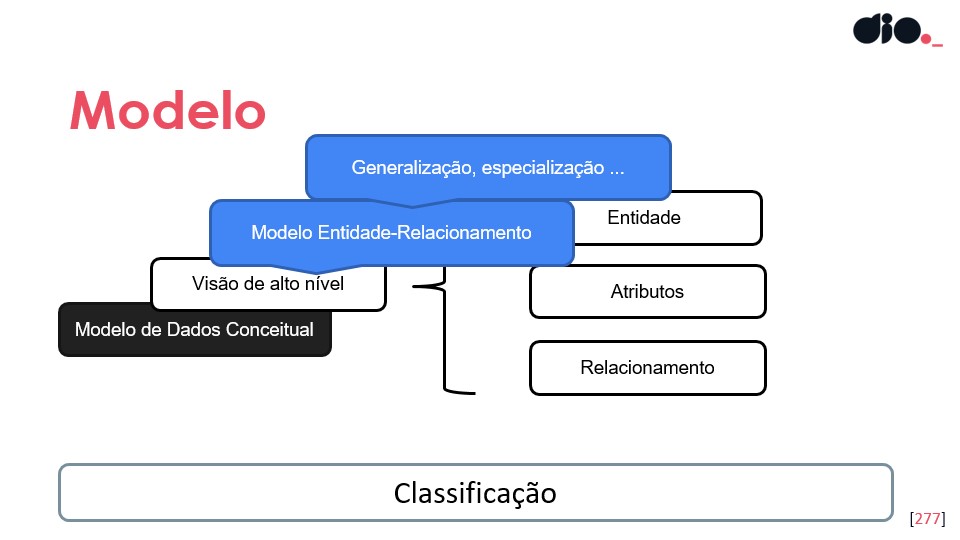 dio._
Modelo
Generalização, especialização ...
Entidade
Modelo Entidade-Relacionamento
Visão de alto nível
Atributos
Modelo de Dados Conceitual
Relacionamento
Classificação
[277]